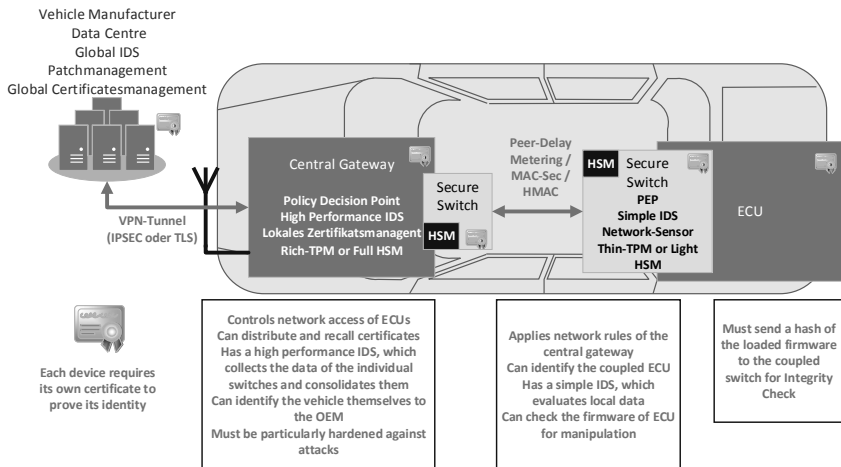 Vehicle Manufacturer
Data Centre
Global IDS
Patchmanagement
Global Certificatesmanagement
VPN-Tunnel
(IPSEC oder TLS)
Central Gateway
Policy Decision Point
High Performance IDS
Lokales Zertifikatsmanagent
Rich-TPM or Full HSM
Secure
Switch
HSM
Peer-Delay
Metering /
MAC-Sec /
HMAC
HSM
Secure
Switch
PEP
Simple IDS
Network-Sensor
Thin-TPM or Light
HSM
ECU
Each device requires
its own certificate to
prove its identity
Controls network access of ECUs
Can distribute and recall certificates
Has a high performance IDS, which
collects the data of the individual
switches and consolidates them
Can identify the vehicle themselves to
the OEM
Must be particularly hardened against
attacks
Applies network rules of the
central gateway
Can identify the coupled ECU
Has a simple IDS, which
evaluates local data
Can check the firmware of ECU
for manipulation
Must send a hash of
the loaded firmware
to the coupled
switch for Integrity
Check